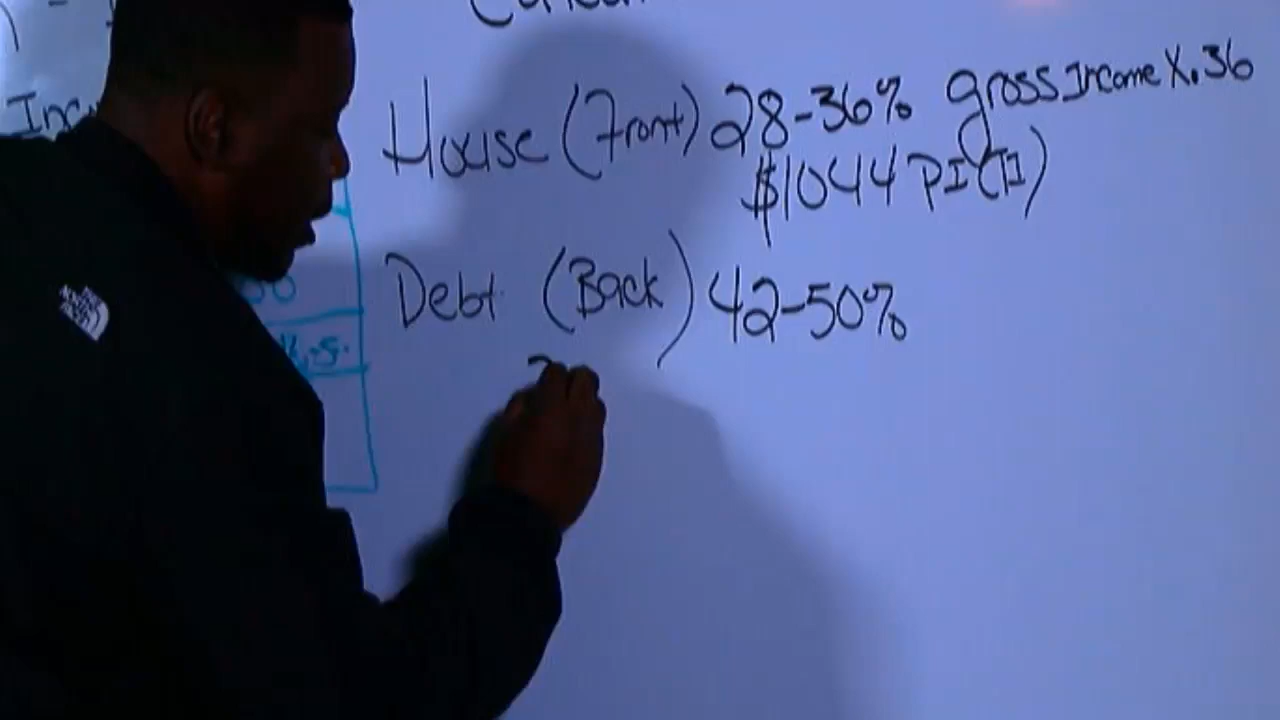 House (Front) 28-36% gross Income X .36
$1044 PI(TI)
Debt (Back) 42-50%